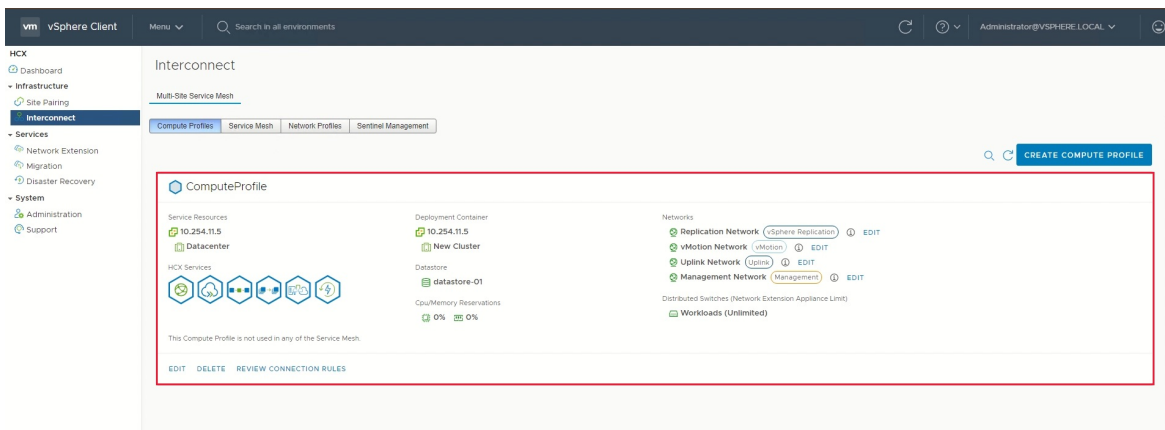 vm vSphere Client Menu Search in all environments Administrator@VSPHERE.LOCAL
HCX
Dashboard
Infrastructure
Site Pairing
Interconnect
Services
Network Extension
Migration
Disaster Recovery
System
Administration
Support
Interconnect
Multi-Site Service Mesh
Compute Profiles Service Mesh Network Profiles Sentinel Management
CREATE COMPUTE PROFILE
ComputeProfile
Service Resources
10.254.11.5
Datacenter
HCX Services
Deployment Container
10.254.11.5
New Cluster
Datastore
datastore-01
Cpu/Memory Reservations
0% 0%
Networks
Replication Network vSphere Replication EDIT
vMotion Network vMotion EDIT
Uplink Network Uplink EDIT
Management Network Management EDIT
Distributed Switches (Network Extension Appliance Limit)
Workloads (Unlimited)
This Compute Profile is not used in any of the Service Mesh.
EDIT DELETE REVIEW CONNECTION RULES